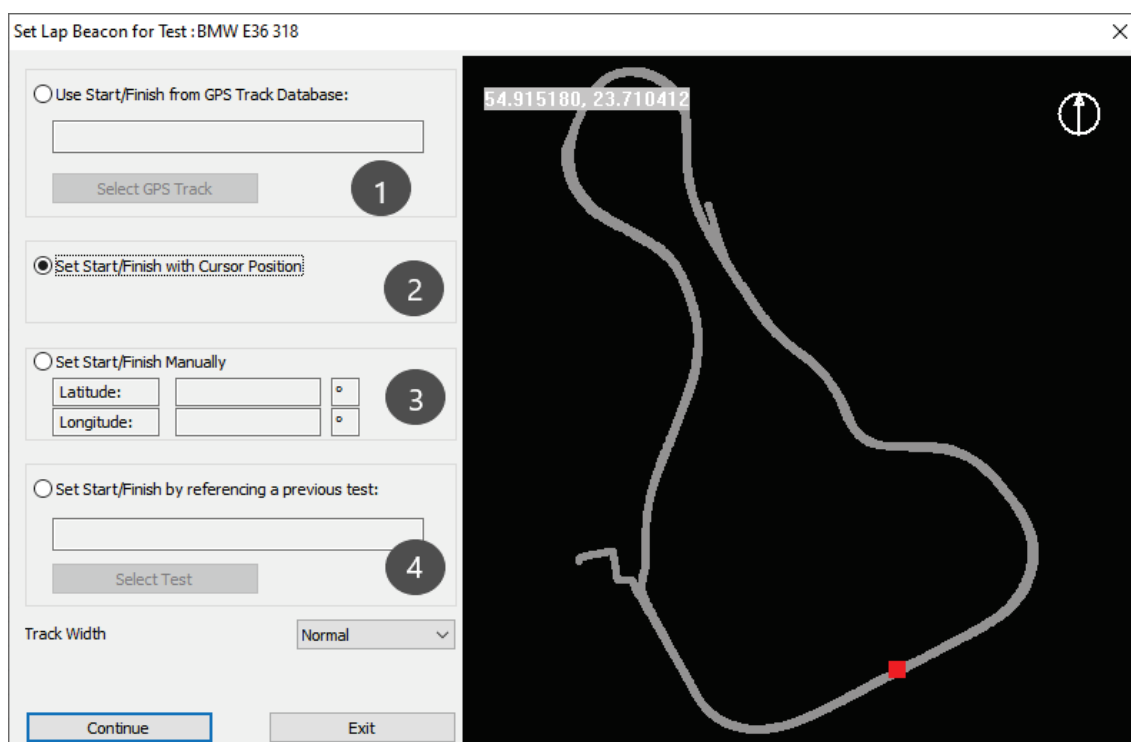 Set Lap Beacon for Test :BMW E36 318
Use Start/Finish from GPS Track Database:
Select GPS Track
1
Set Start/Finish with Cursor Position
2
Set Start/Finish Manually
Latitude: °
Longitude: °
3
Set Start/Finish by referencing a previous test:
Select Test
4
Track Width Normal
Continue Exit
54.915180, 23.710412